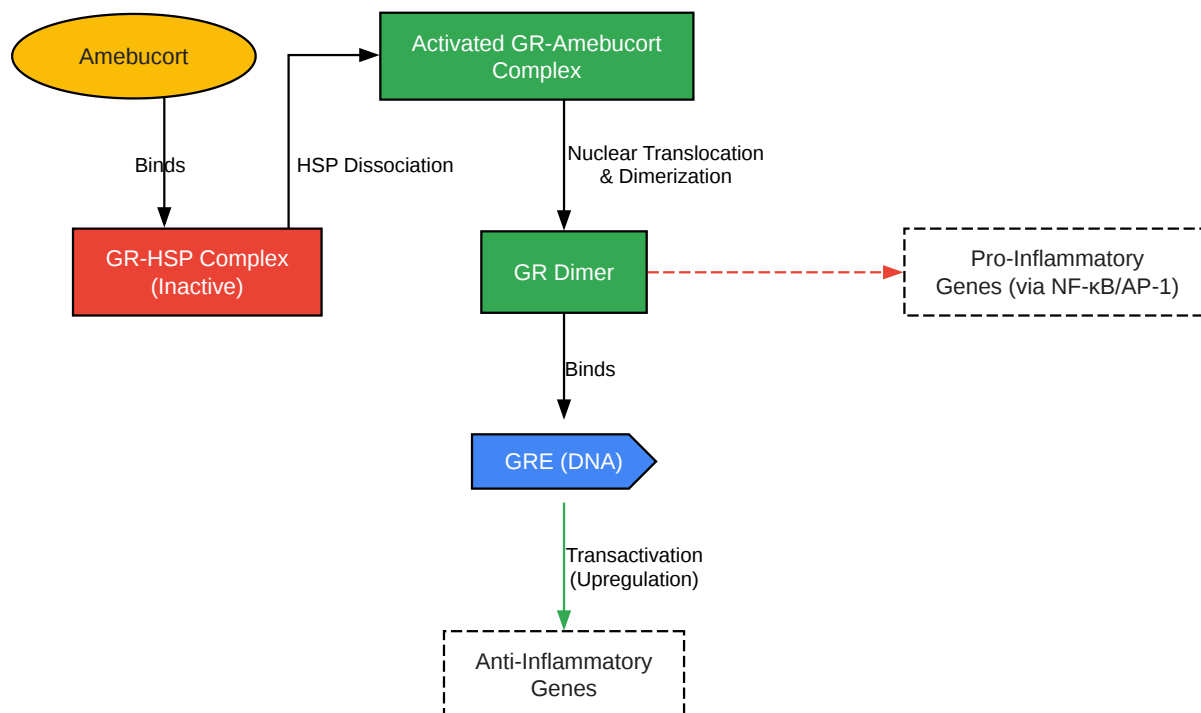 Amebucort
Activated GR-Amebucort
Complex
Binds
HSP Dissociation
Nuclear Translocation
& Dimerization
GR-HSP Complex
(Inactive)
GR Dimer
Pro-Inflammatory
Genes (via NF-κB/AP-1)
Binds
GRE (DNA)
Transactivation
(Upregulation)
Anti-Inflammatory
Genes